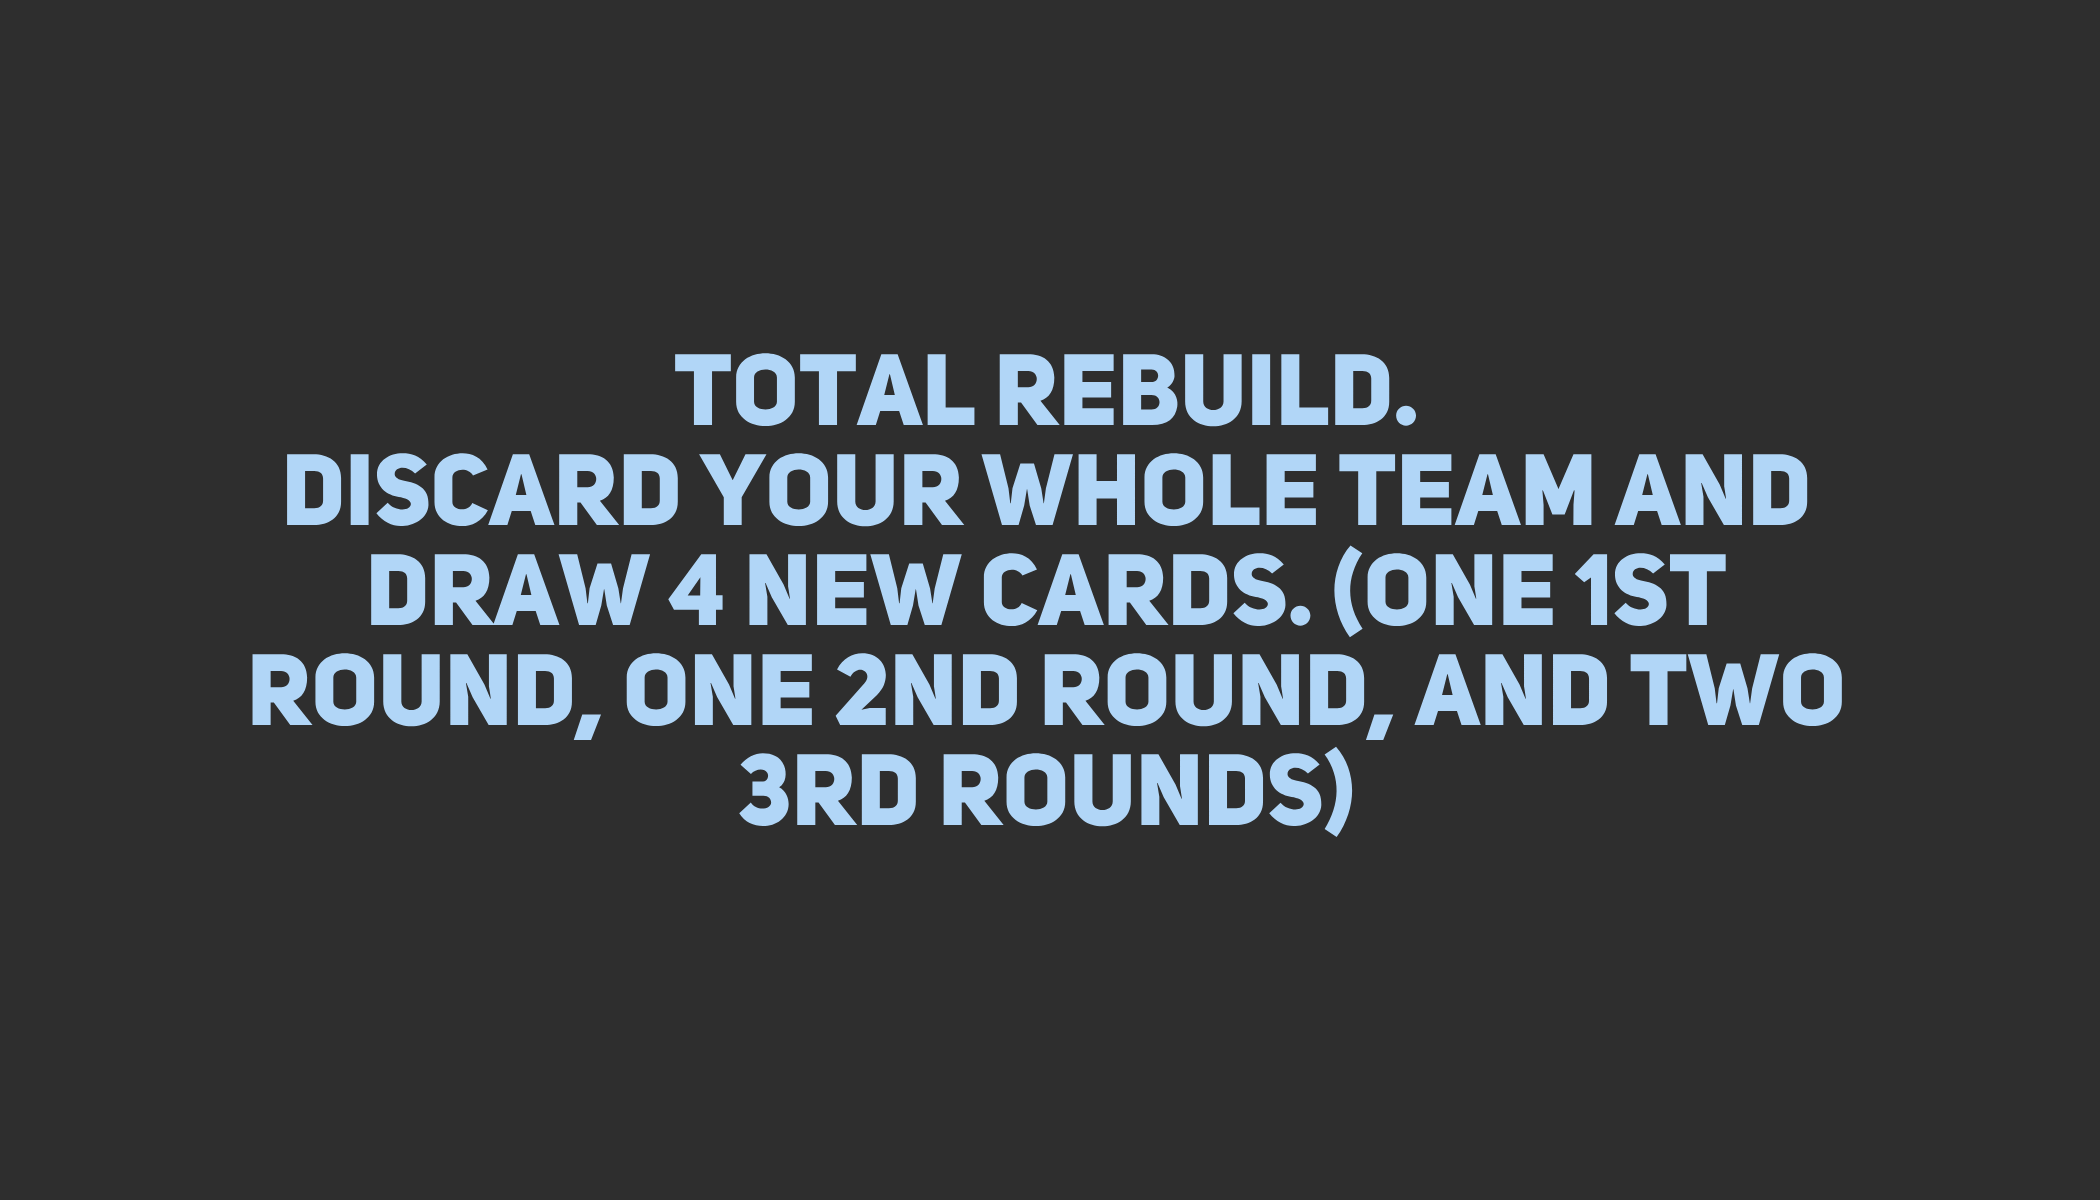 TOTAL REBUILD.
DISCARD YOUR WHOLE TEAM AND
DRAW 4 NEW CARDS. (ONE 1ST
ROUND, ONE 2ND ROUND, AND TWO
3RD ROUNDS)